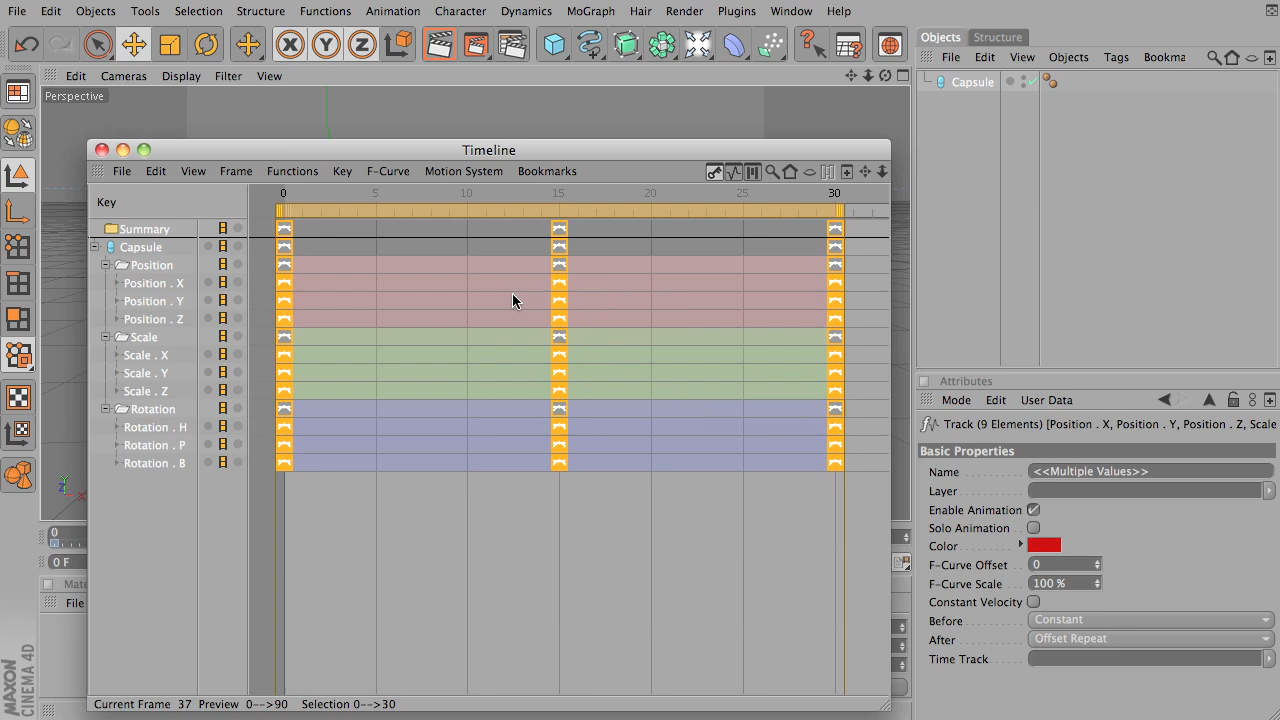 File Edit Objects Tools Selection Structure Functions Animation Character Dynamics MoGraph Hair Render Plugins Window Help
Objects Structure
File Edit View Objects Tags Bookma
Edit Cameras Display Filter View
Perspective
Capsule
Timeline
File Edit View Frame Functions Key F-Curve Motion System Bookmarks
0 5 10 15 20 25 30
Key
Summary
Capsule
Position
Position . X
Position . Y
Position . Z
Scale
Scale . X
Scale . Y
Scale . Z
Rotation
Rotation . H
Rotation . P
Rotation . B
Y
X
Z
0
0 F
Mate
File
Current Frame 37 Preview 0-->90 Selection 0-->30
Attributes
Mode Edit User Data
Track (9 Elements) [Position . X, Position . Y, Position . Z, Scale
Basic Properties
Name <<Multiple Values>>
Layer
Enable Animation
Solo Animation
Color
F-Curve Offset 0
F-Curve Scale 100 %
Constant Velocity
Before Constant
After Offset Repeat
Time Track
MAXON
CINEMA 4D